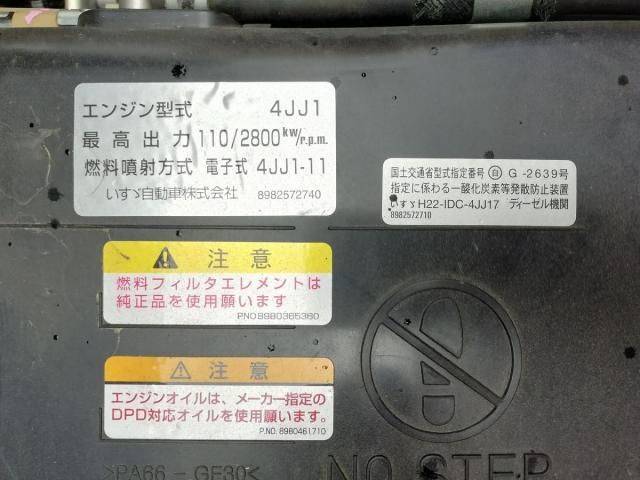 エンジン型式 4JJ1
最高出力 110/2800 kw/r.p.m.
燃料噴射方式 電子式 4JJ1-11
いすゞ自動車株式会社 8982572740
国土交通省型式指定番号 自 G-2639号
指定に係わる一酸化炭素等発散防止装置
いすゞH22-IDC-4JJ17 ディーゼル機関
8982572710
注意
燃料フィルタエレメントは
純正品を使用願います
PNO8980365360
注意
エンジンオイルは、メーカー指定の
DPD対応オイルを使用願います。
P.NO. 8980461710
>PA66-GF30<
NO STEP